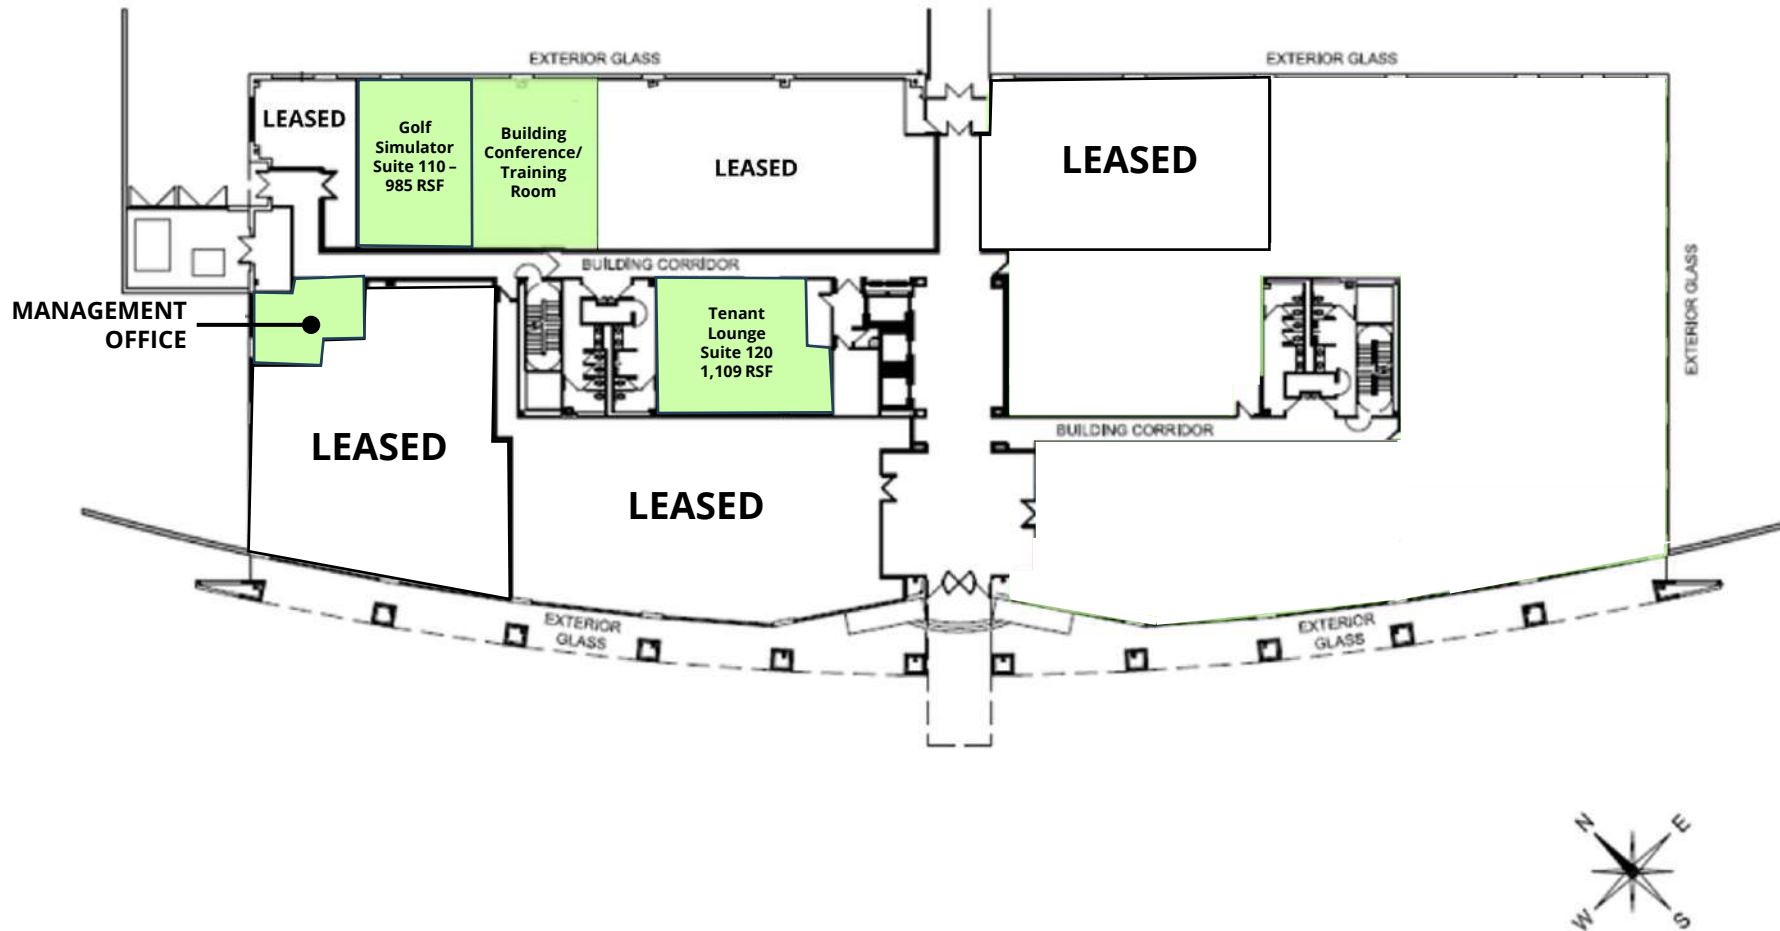 EXTERIOR GLASS
EXTERIOR GLASS
LEASED
Golf
Simulator
Suite 110 –
985 RSF
Building
Conference/
Training
Room
LEASED
LEASED
BUILDING CORRIDOR
EXTERIOR GLASS
MANAGEMENT
OFFICE
Tenant
Lounge
Suite 120
1,109 RSF
LEASED
LEASED
BUILDING CORRIDOR
EXTERIOR
GLASS
EXTERIOR
GLASS
N
E
W
S